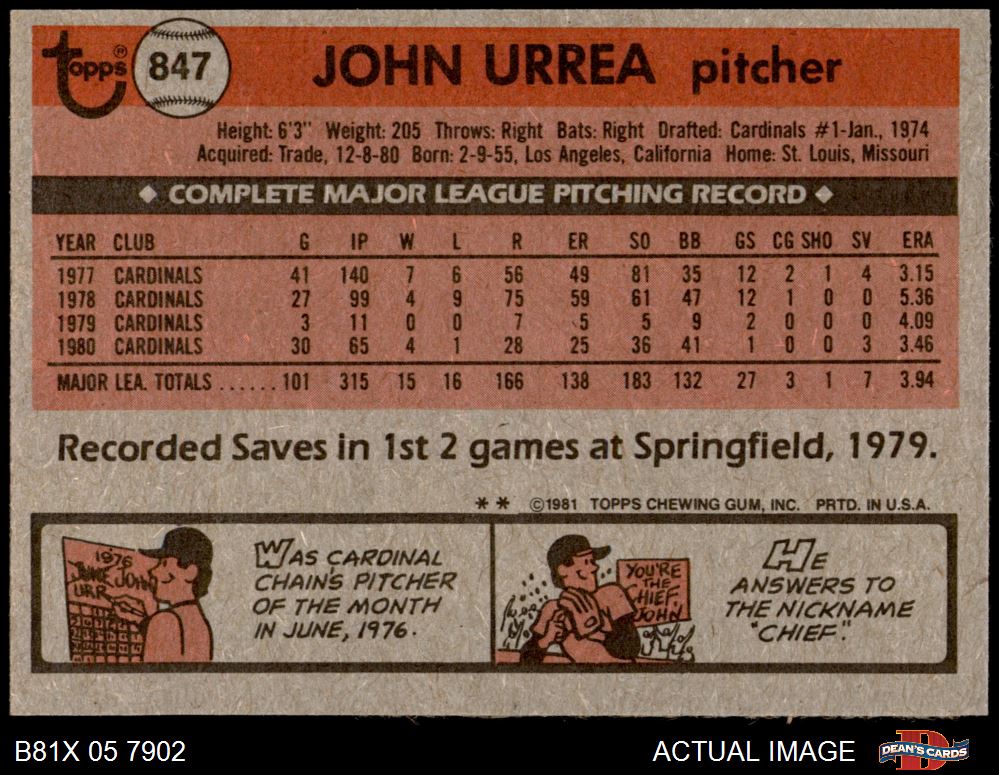 Topps® 847 JOHN URREA pitcher
Height: 6'3" Weight: 205 Throws: Right Bats: Right Drafted: Cardinals #1-Jan., 1974
Acquired: Trade, 12-8-80 Born: 2-9-55, Los Angeles, California Home: St. Louis, Missouri
◆ COMPLETE MAJOR LEAGUE PITCHING RECORD ◆
YEAR CLUB G IP W L R ER SO BB GS CG SHO SV ERA
1977 CARDINALS 41 140 7 6 56 49 81 35 12 2 1 4 3.15
1978 CARDINALS 27 99 4 9 75 59 61 47 12 1 0 0 5.36
1979 CARDINALS 3 11 0 0 7 5 5 9 2 0 0 0 4.09
1980 CARDINALS 30 65 4 1 28 25 36 41 1 0 0 3 3.46
MAJOR LEA. TOTALS ...... 101 315 15 16 166 138 183 132 27 3 1 7 3.94
Recorded Saves in 1st 2 games at Springfield, 1979.
** ©1981 TOPPS CHEWING GUM, INC. PRTD. IN U.S.A.
1976
JUNE John
URR
WAS CARDINAL
CHAIN'S PITCHER
OF THE MONTH
IN JUNE, 1976.
YOU'RE
THE
CHIEF
JOHN
HE
ANSWERS TO
THE NICKNAME
"CHIEF."
B81X 05 7902 ACTUAL IMAGE DEAN'S CARDS